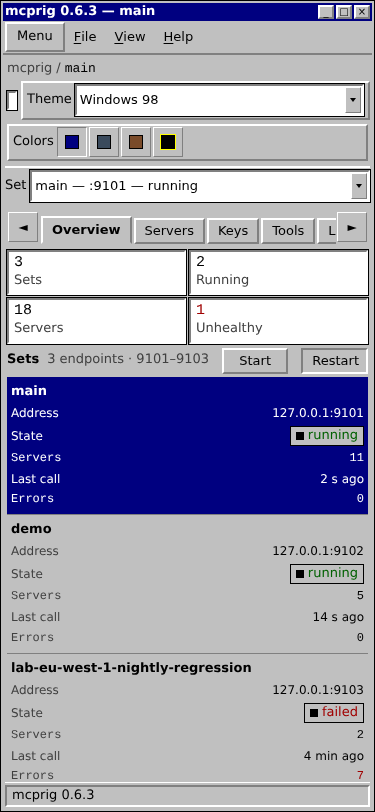 mcprig 0.6.3 — main
Menu File View Help
mcprig / main
Theme Windows 98
Colors
Set main — :9101 — running
◄ Overview Servers Keys Tools L ►
3 2
Sets Running
18 1
Servers Unhealthy
Sets 3 endpoints · 9101–9103 Start Restart
main
Address 127.0.0.1:9101
State running
Servers 11
Last call 2 s ago
Errors 0
demo
Address 127.0.0.1:9102
State running
Servers 5
Last call 14 s ago
Errors 0
lab-eu-west-1-nightly-regression
Address 127.0.0.1:9103
State failed
Servers 2
Last call 4 min ago
Errors 7
mcprig 0.6.3